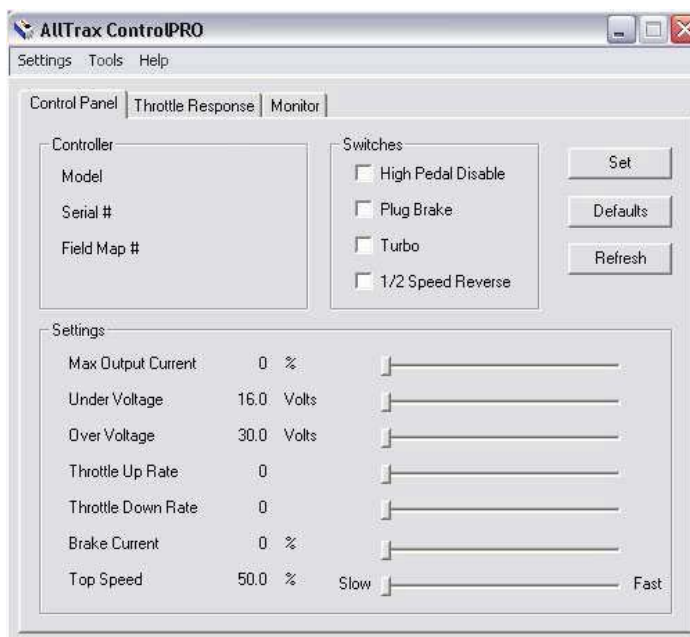 AllTrax ControlPRO
Settings Tools Help
Control Panel Throttle Response Monitor
Controller
Model
Serial #
Field Map #
Switches
High Pedal Disable
Plug Brake
Turbo
1/2 Speed Reverse
Set
Defaults
Refresh
Settings
Max Output Current 0 %
Under Voltage 16.0 Volts
Over Voltage 30.0 Volts
Throttle Up Rate 0
Throttle Down Rate 0
Brake Current 0 %
Top Speed 50.0 % Slow Fast